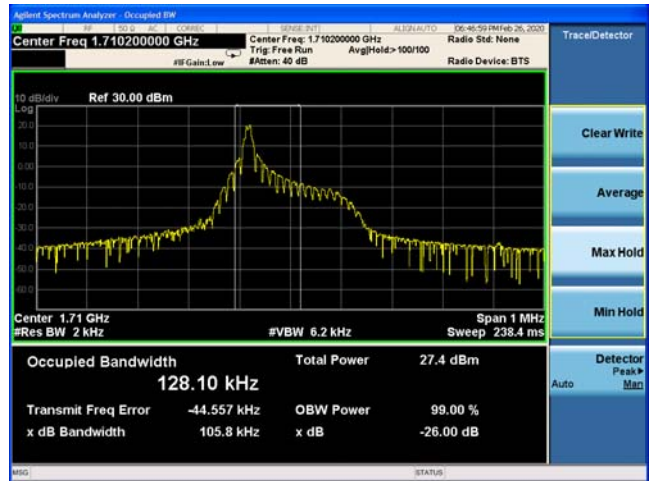 Agilent Spectrum Analyzer - Occupied BW
RF 50 Ω AC CORREC SENSE:INT ALIGN AUTO 06:46:59 PM Feb 26, 2020
Center Freq 1.710200000 GHz Center Freq: 1.710200000 GHz Radio Std: None Trace/Detector
Trig: Free Run Avg|Hold:> 100/100
#IFGain:Low #Atten: 40 dB Radio Device: BTS
10 dB/div Ref 30.00 dBm
Log
20.0
10.0
0.00
-10.0
-20.0
-30.0
-40.0
-50.0
-60.0
Clear Write
Average
Max Hold
Min Hold
Center 1.71 GHz Span 1 MHz
#Res BW 2 kHz #VBW 6.2 kHz Sweep 238.4 ms
Occupied Bandwidth Total Power 27.4 dBm
128.10 kHz
Transmit Freq Error -44.557 kHz OBW Power 99.00 %
x dB Bandwidth 105.8 kHz x dB -26.00 dB
Detector
Peak▶
Auto Man
MSG STATUS